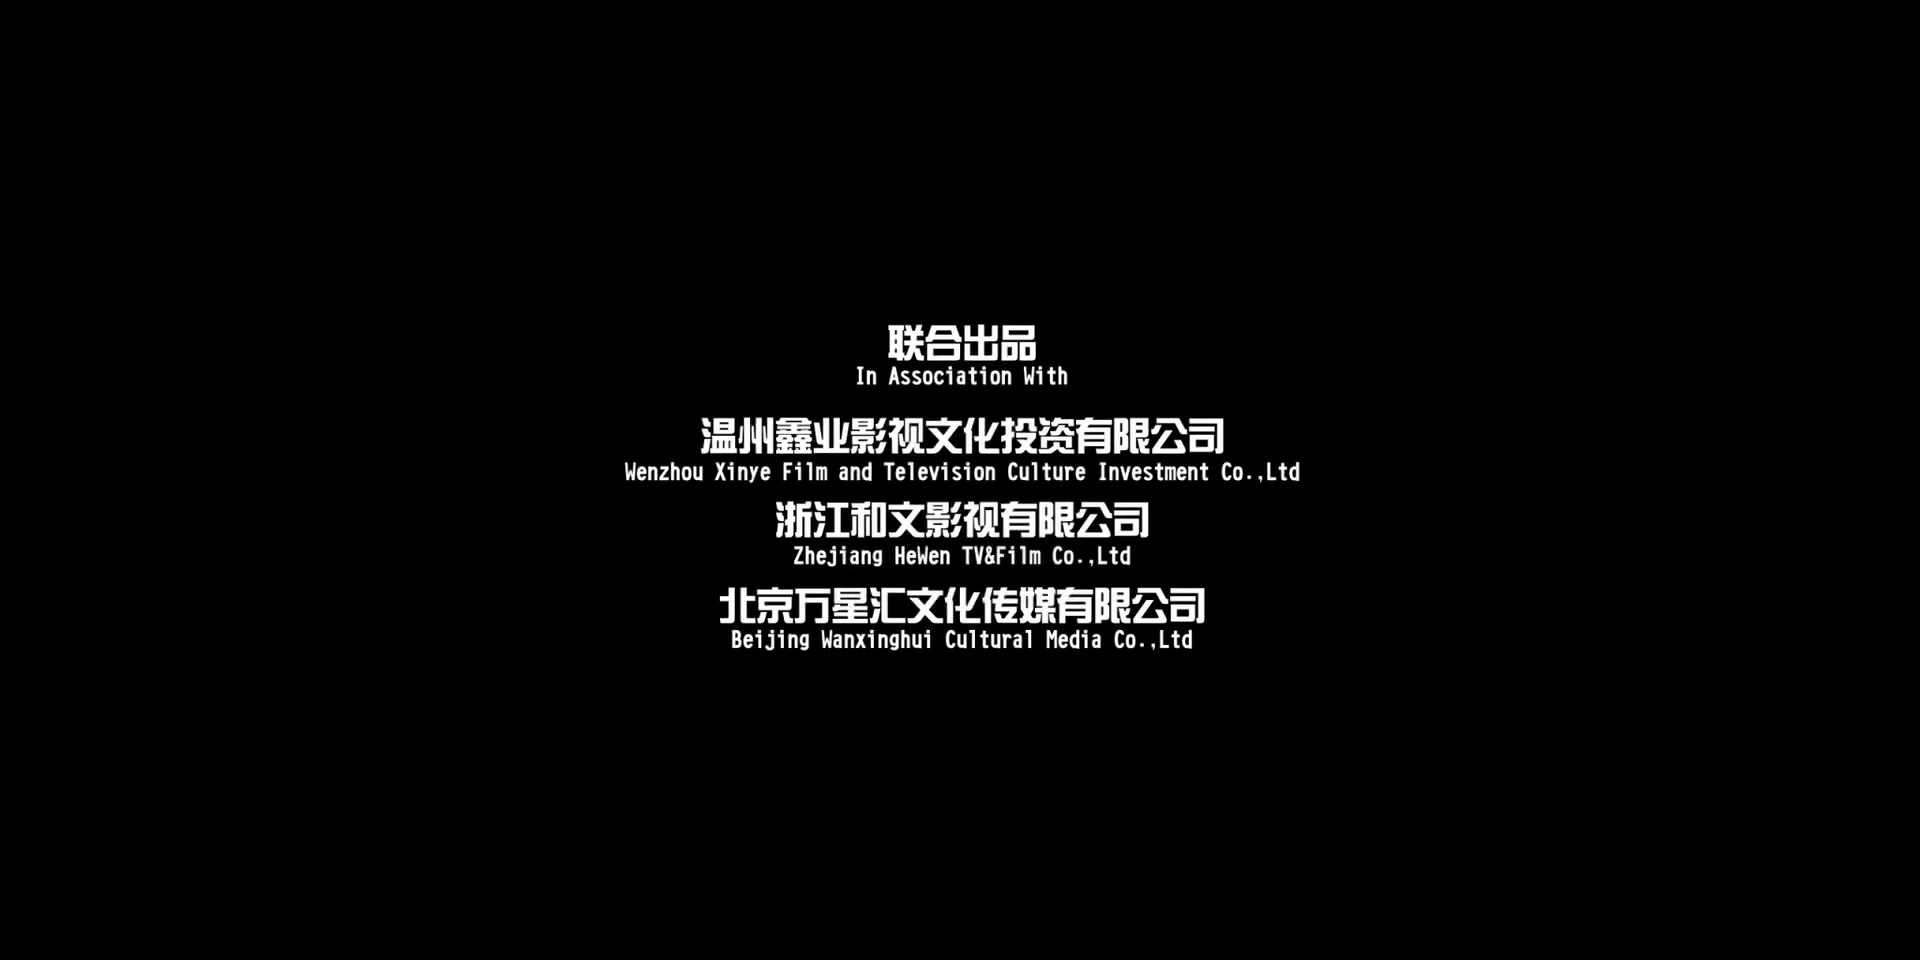 联合出品
In Association With
温州鑫业影视文化投资有限公司
Wenzhou Xinye Film and Television Culture Investment Co.,Ltd
浙江和文影视有限公司
Zhejiang HeWen TV&Film Co.,Ltd
北京万星汇文化传媒有限公司
Beijing Wanxinghui Cultural Media Co.,Ltd